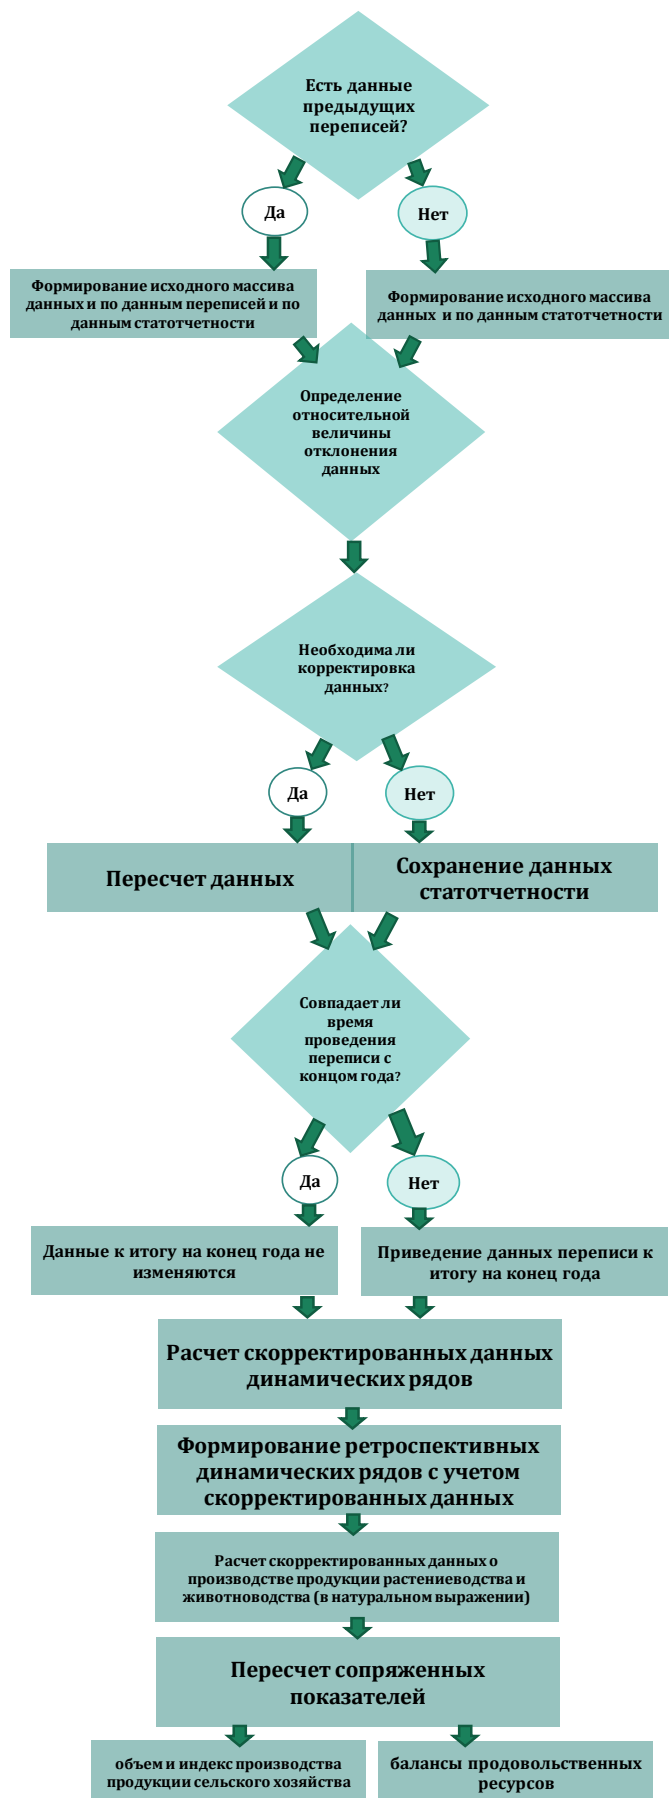 Есть данные
предыдущих
переписей?
Да
Нет
Формирование исходного массива
данных и по данным переписей и по
данным статотчетности
Формирование исходного массива
данных и по данным статотчетности
Определение
относительной
величины
отклонения
данных
Необходима ли
корректировка
данных?
Да
Нет
Пересчет данных
Сохранение данных
статотчетности
Совпадает ли
время
проведения
переписи с
концом года?
Да
Нет
Данные к итогу на конец года не
изменяются
Приведение данных переписи к
итогу на конец года
Расчет скорректированных данных
динамических рядов
Формирование ретроспективных
динамических рядов с учетом
скорректированных данных
Расчет скорректированных данных о
производстве продукции растениеводства и
животноводства (в натуральном выражении)
Пересчет сопряженных
показателей
объем и индекс производства
продукции сельского хозяйства
балансы продовольственных
ресурсов